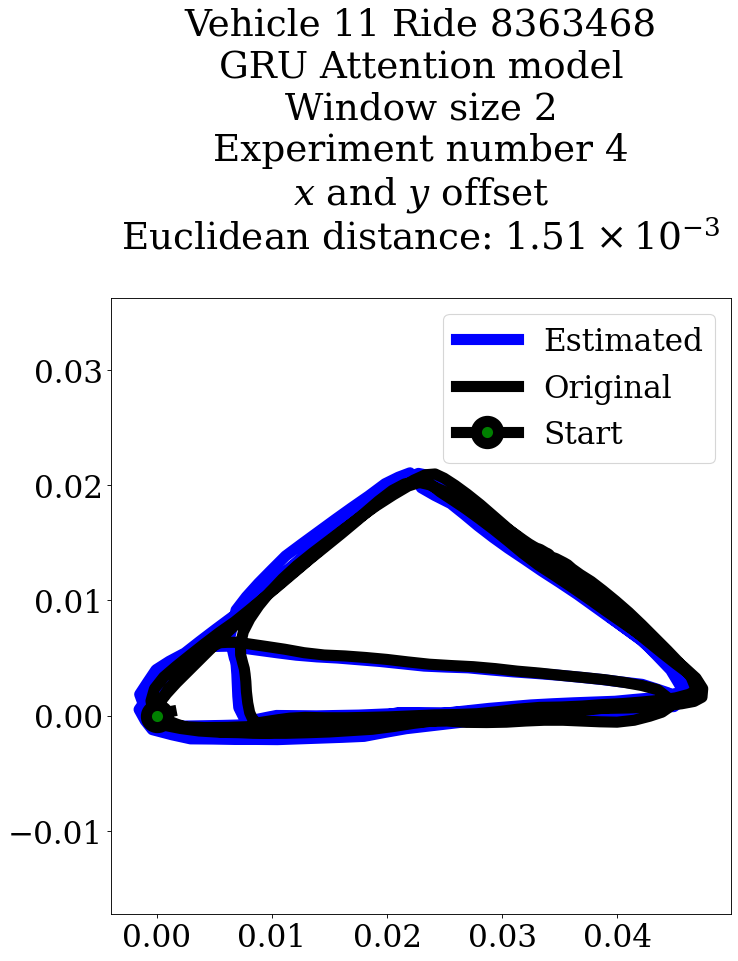 Vehicle 11 Ride 8363468
GRU Attention model
Window size 2
Experiment number 4
x and y offset
Euclidean distance: 1.51 × 10⁻³
Estimated
Original
Start
0.03
0.02
0.01
0.00
−0.01
0.00 0.01 0.02 0.03 0.04